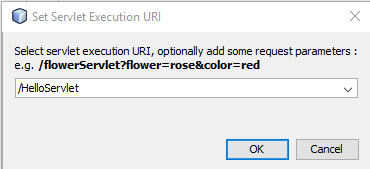 Set Servlet Execution URI
Select servlet execution URI, optionally add some request parameters :
e.g. /flowerServlet?flower=rose&color=red
/HelloServlet
OK Cancel